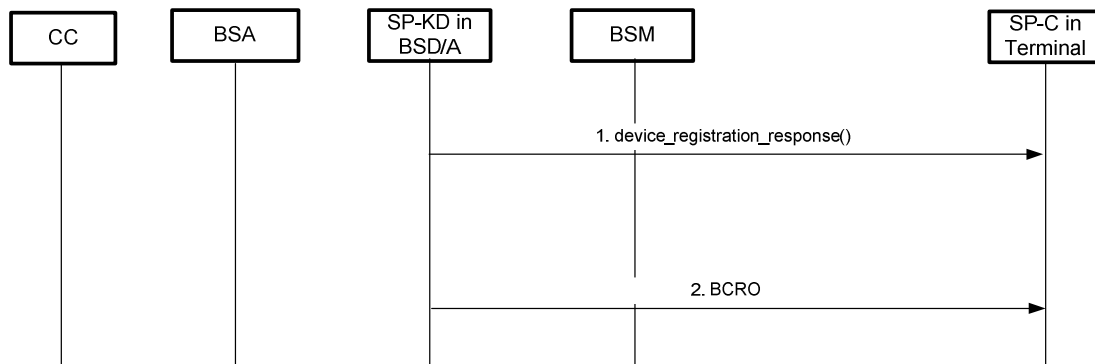 CC
BSA
SP-KD in
BSD/A
BSM
SP-C in
Terminal
1. device_registration_response()
2. BCRO